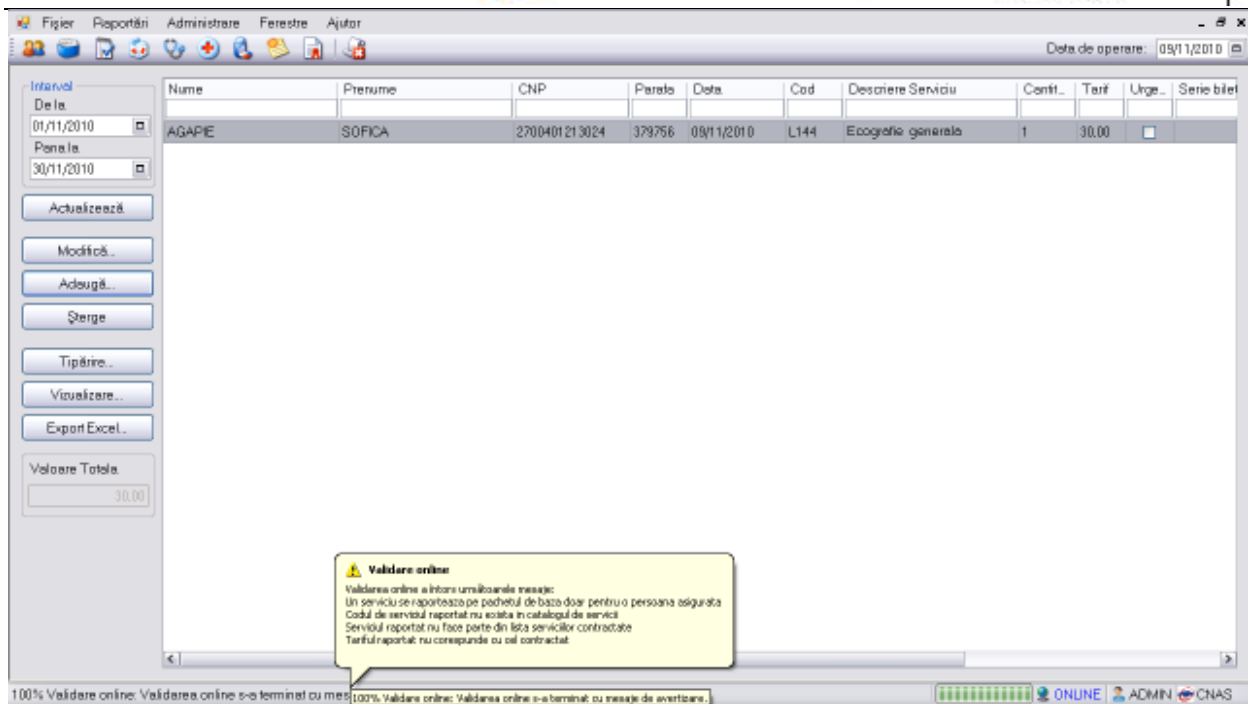 Fişier Raportări Administrare Ferestre Ajutor
Data de operare: 09/11/2010
Interval
De la
01/11/2010
Pana la
30/11/2010
Actualizează
Modifică...
Adaugă...
Şterge
Tipărire...
Vizualizare...
Export Excel...
Valoare Totala
30.00
Nume Prenume CNP Parafa Data Cod Descriere Serviciu Cantit... Tarif Urge... Serie bilet
AGAPIE SOFICA 2700401213024 379756 09/11/2010 L144 Ecografie generala 1 30.00
Validare online
Validarea online a intors următoarele mesaje:
Un serviciu se raporteaza pe pachetul de baza doar pentru o persoana asigurata
Codul de serviciul raportat nu exista in catalogul de servicii
Serviciul raportat nu face parte din lista serviciilor contractate
Tariful raportat nu corespunde cu cel contractat
100% Validare online: Validarea online s-a terminat cu mes
100% Validare online: Validarea online s-a terminat cu mesaje de avertizare.
ONLINE ADMIN CNAS